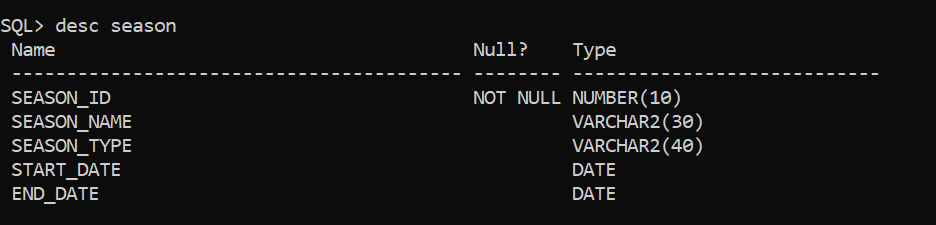 SQL> desc season
Name Null? Type
----------------------------------------- -------- ----------------------------
SEASON_ID NOT NULL NUMBER(10)
SEASON_NAME VARCHAR2(30)
SEASON_TYPE VARCHAR2(40)
START_DATE DATE
END_DATE DATE